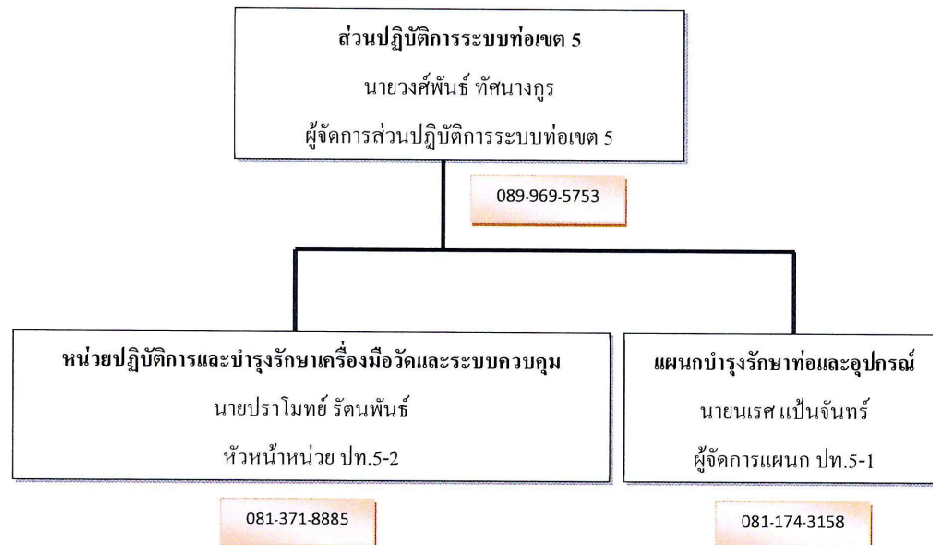 ส่วนปฏิบัติการระบบท่อเขต 5
นายวงศ์พันธ์ ทัศนางกูร
ผู้จัดการส่วนปฏิบัติการระบบท่อเขต 5
089-969-5753
หน่วยปฏิบัติการและบำรุงรักษาเครื่องมือวัดและระบบควบคุม
นายปราโมทย์ รัตนพันธ์
หัวหน้าหน่วย ปท.5-2
081-371-8885
แผนกบำรุงรักษาท่อและอุปกรณ์
นายนเรศ แป้นจันทร์
ผู้จัดการแผนก ปท.5-1
081-174-3158